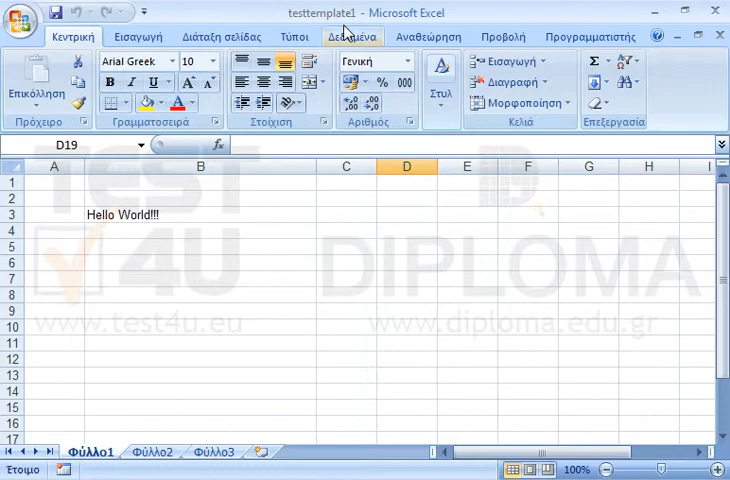 testtemplate1 - Microsoft Excel
Κεντρική Εισαγωγή Διάταξη σελίδας Τύποι Δεδομένα Αναθεώρηση Προβολή Προγραμματιστής
Arial Greek 10 Γενική Σ Εισαγωγή
Επικόλληση B I U A % 000 Στυλ Διαγραφή
Μορφοποίηση
Πρόχειρο Γραμματοσειρά Στοίχιση Αριθμός Κελιά Επεξεργασία
D19 fx
A B C D E F G H I
1
2
3 Hello World!!!
4
5
6
7
8
9
10
11
12
13
14
15
16
17
TEST
4U DIPLOMA
www.test4u.eu www.diploma.edu.gr
Φύλλο1 Φύλλο2 Φύλλο3
Έτοιμο 100%